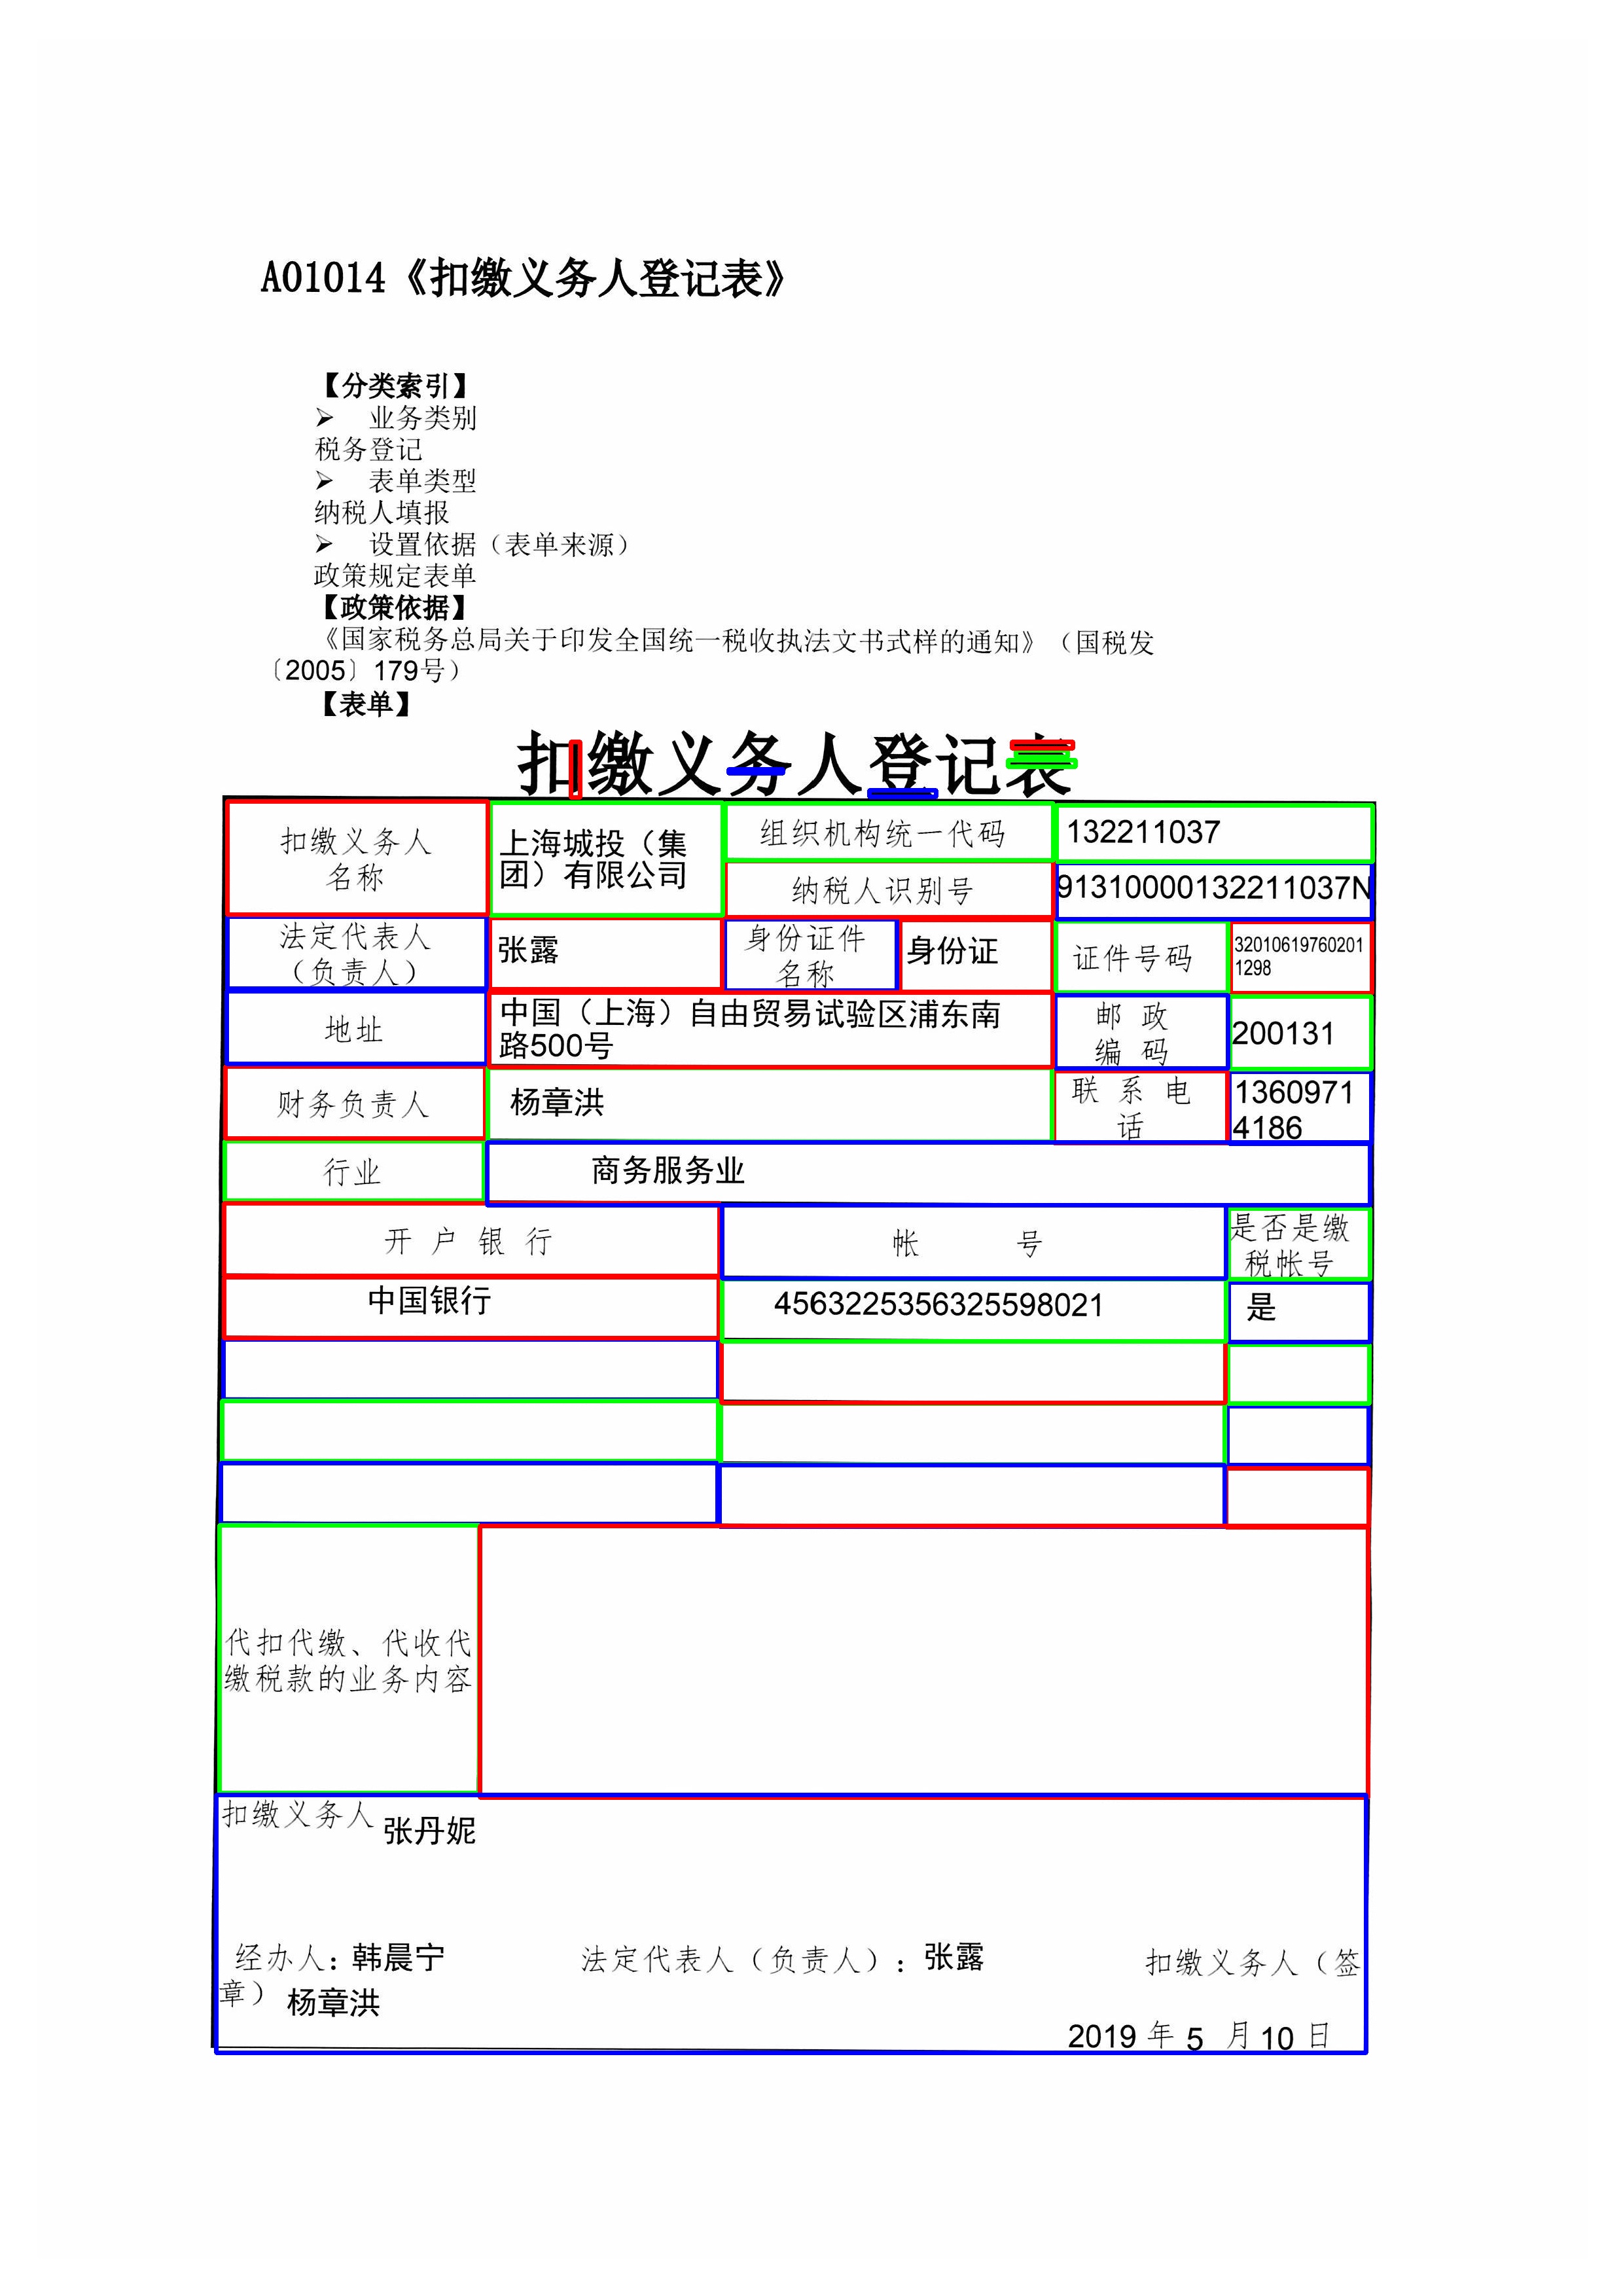 A01014《扣缴义务人登记表》
【分类索引】
➢ 业务类别
税务登记
➢ 表单类型
纳税人填报
➢ 设置依据（表单来源）
政策规定表单
【政策依据】
《国家税务总局关于印发全国统一税收执法文书式样的通知》（国税发
〔2005〕179号）
【表单】
扣缴义务人登记表
扣缴义务人
名称
上海城投（集
团）有限公司
组织机构统一代码
132211037
纳税人识别号
91310000132211037N
法定代表人
（负责人）
张露
身份证件
名称
身份证
证件号码
32010619760201
1298
地址
中国（上海）自由贸易试验区浦东南
路500号
邮 政
编 码
200131
财务负责人
杨章洪
联 系 电
话
1360971
4186
行业
商务服务业
开 户 银 行
帐 号
是否是缴
税帐号
中国银行
4563225356325598021
是
代扣代缴、代收代
缴税款的业务内容
扣缴义务人 张丹妮
经办人：韩晨宁 法定代表人（负责人）：张露 扣缴义务人（签
章） 杨章洪
2019 年 5 月 10 日